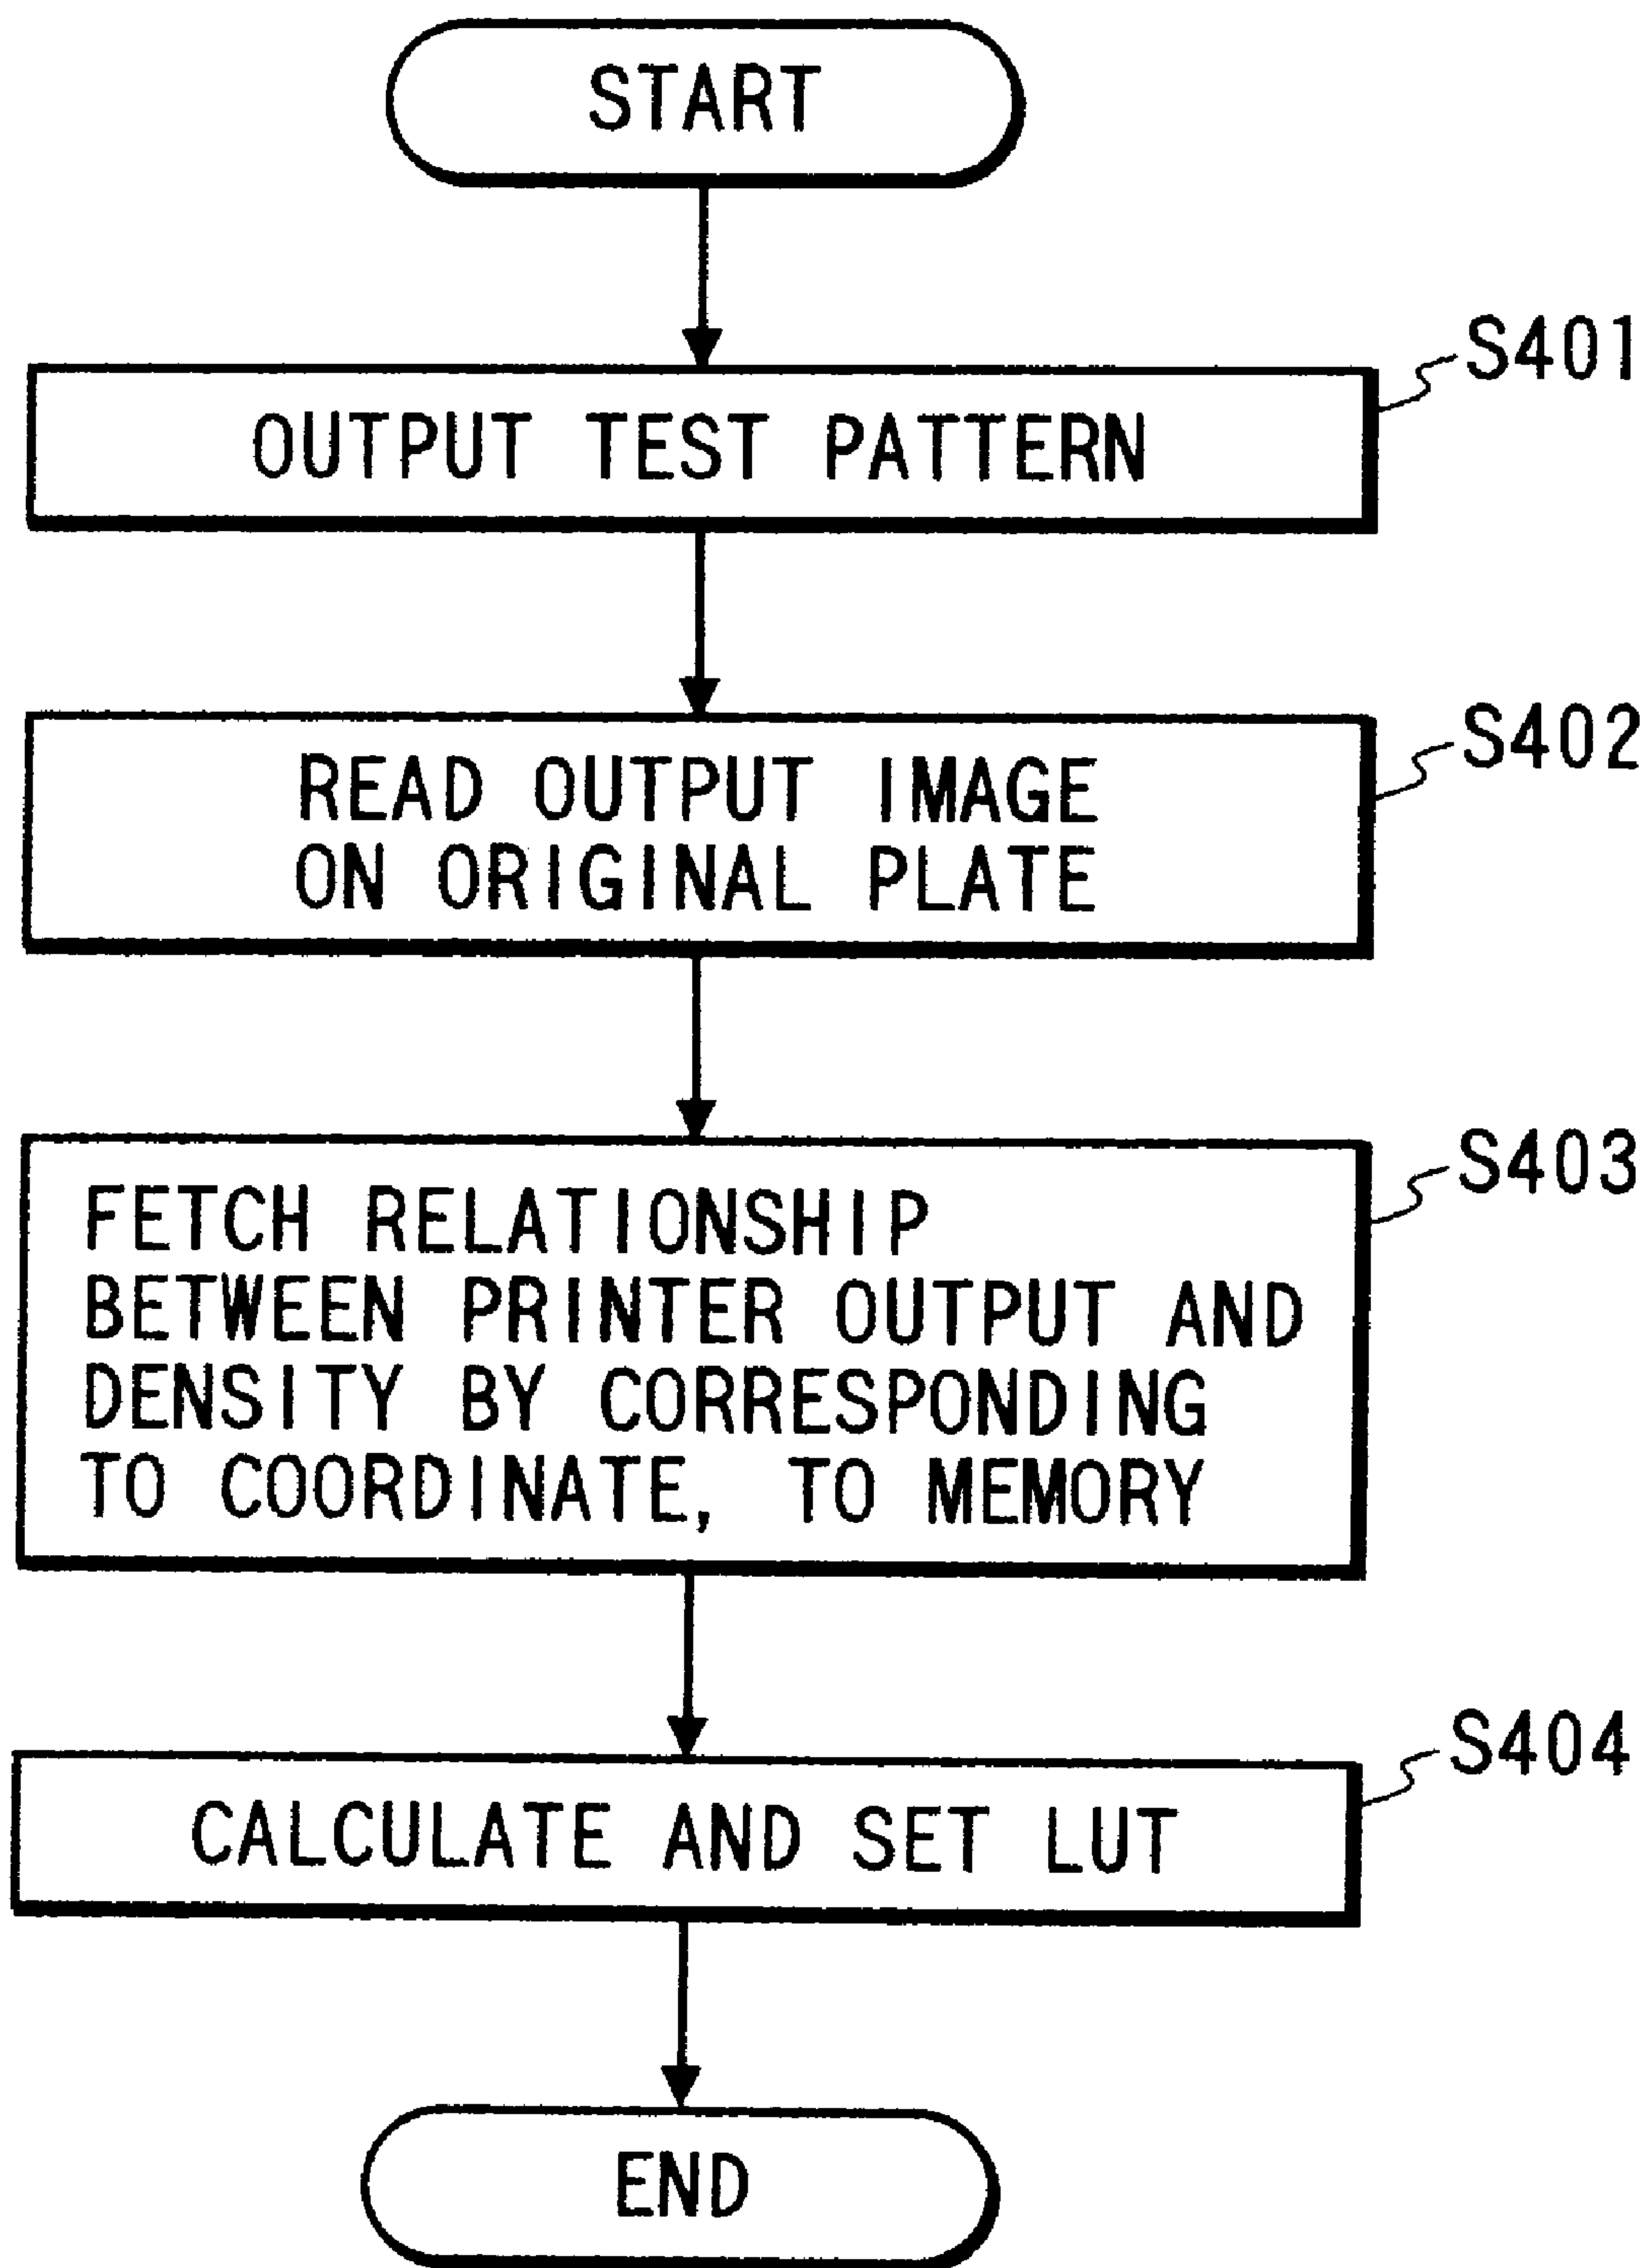 START
S401
OUTPUT TEST PATTERN
S402
READ OUTPUT IMAGE
ON ORIGINAL PLATE
S403
FETCH RELATIONSHIP
BETWEEN PRINTER OUTPUT AND
DENSITY BY CORRESPONDING
TO COORDINATE, TO MEMORY
S404
CALCULATE AND SET LUT
END